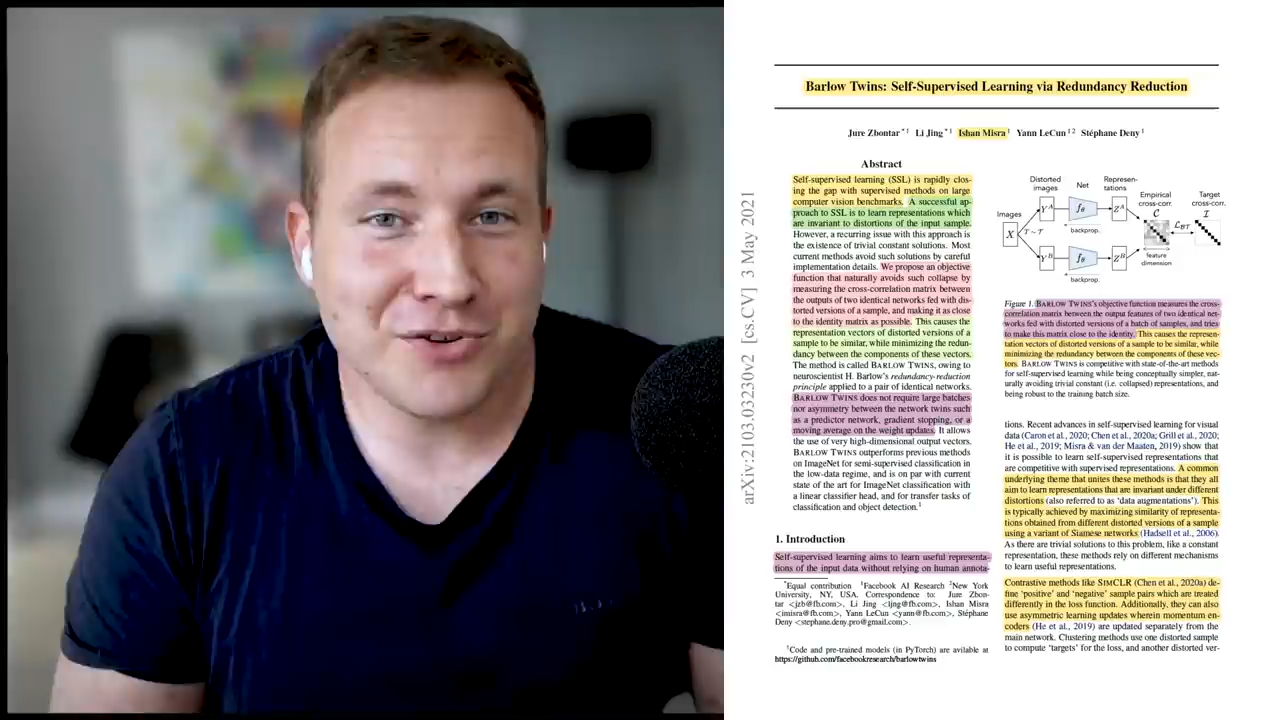 Barlow Twins: Self-Supervised Learning via Redundancy Reduction
Jure Zbontar *1 Li Jing *1 Ishan Misra 1 Yann LeCun 1 2 Stéphane Deny 1
arXiv:2103.03230v2 [cs.CV] 3 May 2021
Abstract
Self-supervised learning (SSL) is rapidly clos-
ing the gap with supervised methods on large
computer vision benchmarks. A successful ap-
proach to SSL is to learn representations which
are invariant to distortions of the input sample.
However, a recurring issue with this approach is
the existence of trivial constant solutions. Most
current methods avoid such solutions by careful
implementation details. We propose an objective
function that naturally avoids such collapse by
measuring the cross-correlation matrix between
the outputs of two identical networks fed with dis-
torted versions of a sample, and making it as close
to the identity matrix as possible. This causes the
representation vectors of distorted versions of a
sample to be similar, while minimizing the redun-
dancy between the components of these vectors.
The method is called BARLOW TWINS, owing to
neuroscientist H. Barlow's redundancy-reduction
principle applied to a pair of identical networks.
BARLOW TWINS does not require large batches
nor asymmetry between the network twins such
as a predictor network, gradient stopping, or a
moving average on the weight updates. It allows
the use of very high-dimensional output vectors.
BARLOW TWINS outperforms previous methods
on ImageNet for semi-supervised classification in
the low-data regime, and is on par with current
state of the art for ImageNet classification with
a linear classifier head, and for transfer tasks of
classification and object detection.1
1. Introduction
Self-supervised learning aims to learn useful representa-
tions of the input data without relying on human annota-
*Equal contribution 1Facebook AI Research 2New York
University, NY, USA. Correspondence to: Jure Zbon-
tar <jzb@fb.com>, Li Jing <ljng@fb.com>, Ishan Misra
<imisra@fb.com>, Yann LeCun <yann@fb.com>, Stéphane
Deny <stephane.deny.pro@gmail.com>.
1Code and pre-trained models (in PyTorch) are available at
https://github.com/facebookresearch/barlowtwins
Distorted images
Net
Represen-tations
Empirical cross-corr.
Target cross-corr.
Images
X
T ~ T
Y^A
f_θ
Z^A
C
I
backprop.
L_BT
Y^B
f_θ
Z^B
feature dimension
backprop.
Figure 1. BARLOW TWINS's objective function measures the cross-
correlation matrix between the output features of two identical net-
works fed with distorted versions of a batch of samples, and tries
to make this matrix close to the identity. This causes the represen-
tation vectors of distorted versions of a sample to be similar, while
minimizing the redundancy between the components of these vec-
tors. BARLOW TWINS is competitive with state-of-the-art methods
for self-supervised learning while being conceptually simpler, nat-
urally avoiding trivial constant (i.e. collapsed) representations, and
being robust to the training batch size.
tions. Recent advances in self-supervised learning for visual
data (Caron et al., 2020; Chen et al., 2020a; Grill et al., 2020;
He et al., 2019; Misra & van der Maaten, 2019) show that
it is possible to learn self-supervised representations that
are competitive with supervised representations. A common
underlying theme that unites these methods is that they all
aim to learn representations that are invariant under different
distortions (also referred to as 'data augmentations'). This
is typically achieved by maximizing similarity of representa-
tions obtained from different distorted versions of a sample
using a variant of Siamese networks (Hadsell et al., 2006).
As there are trivial solutions to this problem, like a constant
representation, these methods rely on different mechanisms
to learn useful representations.
Contrastive methods like SIMCLR (Chen et al., 2020a) de-
fine 'positive' and 'negative' sample pairs which are treated
differently in the loss function. Additionally, they can also
use asymmetric learning updates wherein momentum en-
coders (He et al., 2019) are updated separately from the
main network. Clustering methods use one distorted sample
to compute 'targets' for the loss, and another distorted ver-